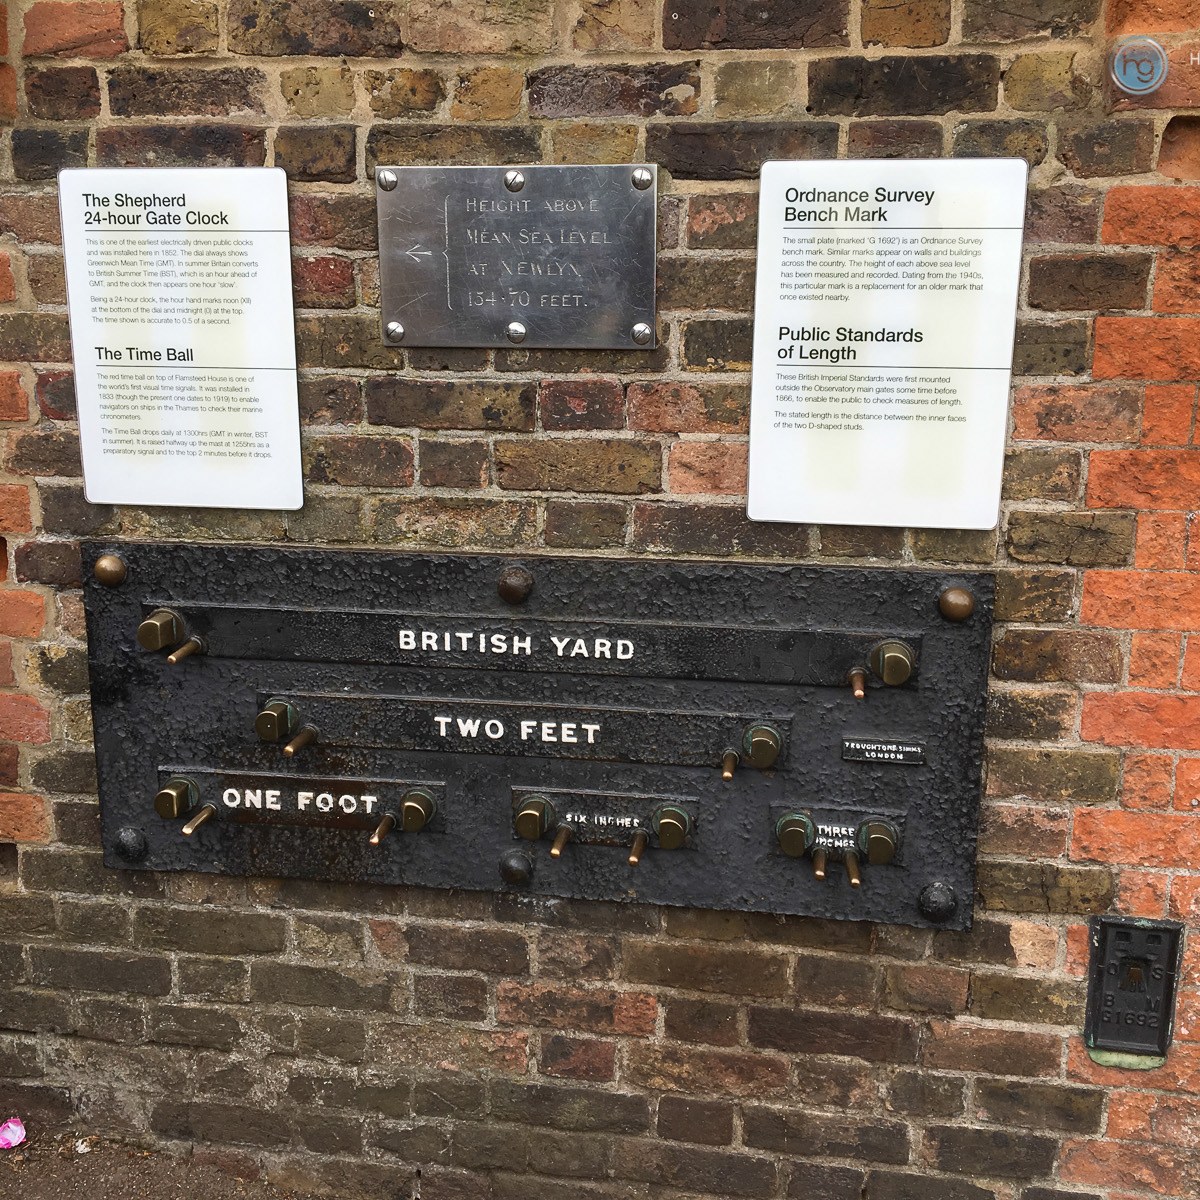 The Shepherd
24-hour Gate Clock
This is one of the earliest electrically driven public clocks
and was installed here in 1852. The dial always shows
Greenwich Mean Time (GMT). In summer Britain converts
to British Summer Time (BST), which is an hour ahead of
GMT, and the clock then appears one hour 'slow'.
Being a 24-hour clock, the hour hand marks noon (XII)
at the bottom of the dial and midnight (0) at the top.
The time shown is accurate to 0.5 of a second.
The Time Ball
The red time ball on top of Flamsteed House is one of
the world's first visual time signals. It was installed in
1833 (though the present one dates to 1919) to enable
navigators on ships in the Thames to check their marine
chronometers.
The Time Ball drops daily at 1300hrs (GMT in winter, BST
in summer). It is raised halfway up the mast at 1255hrs as a
preparatory signal and to the top 2 minutes before it drops.
HEIGHT ABOVE
MEAN SEA LEVEL
AT NEWLYN
154·70 FEET.
Ordnance Survey
Bench Mark
The small plate (marked 'G 1692') is an Ordnance Survey
bench mark. Similar marks appear on walls and buildings
across the country. The height of each above sea level
has been measured and recorded. Dating from the 1940s,
this particular mark is a replacement for an older mark that
once existed nearby.
Public Standards
of Length
These British Imperial Standards were first mounted
outside the Observatory main gates some time before
1866, to enable the public to check measures of length.
The stated length is the distance between the inner faces
of the two D-shaped studs.
hg
H
BRITISH YARD
TWO FEET
TROUGHTON & SIMMS
LONDON
ONE FOOT
SIX INCHES
THREE
INCHES
O S
B M
G1692